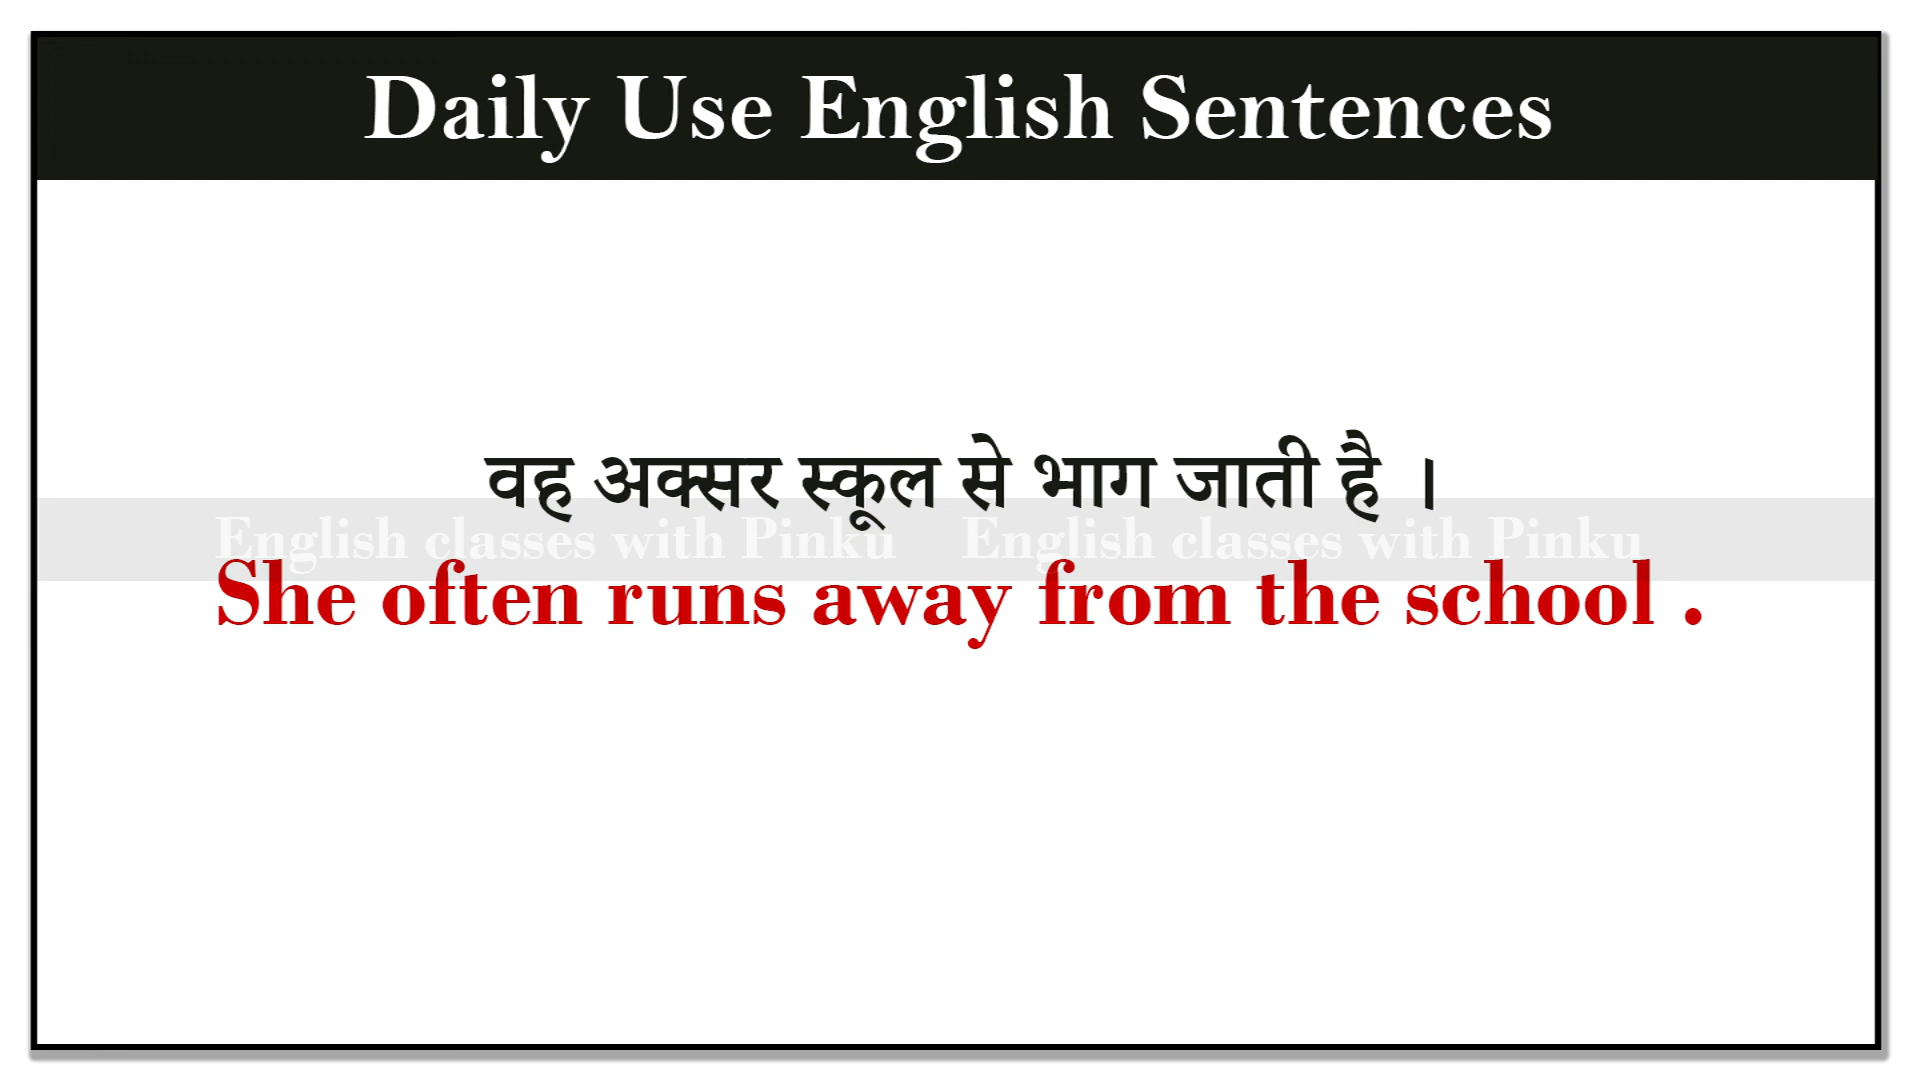 Daily Use English Sentences
वह अक्सर स्कूल से भाग जाती है ।
English classes with Pinku English classes with Pinku
She often runs away from the school .